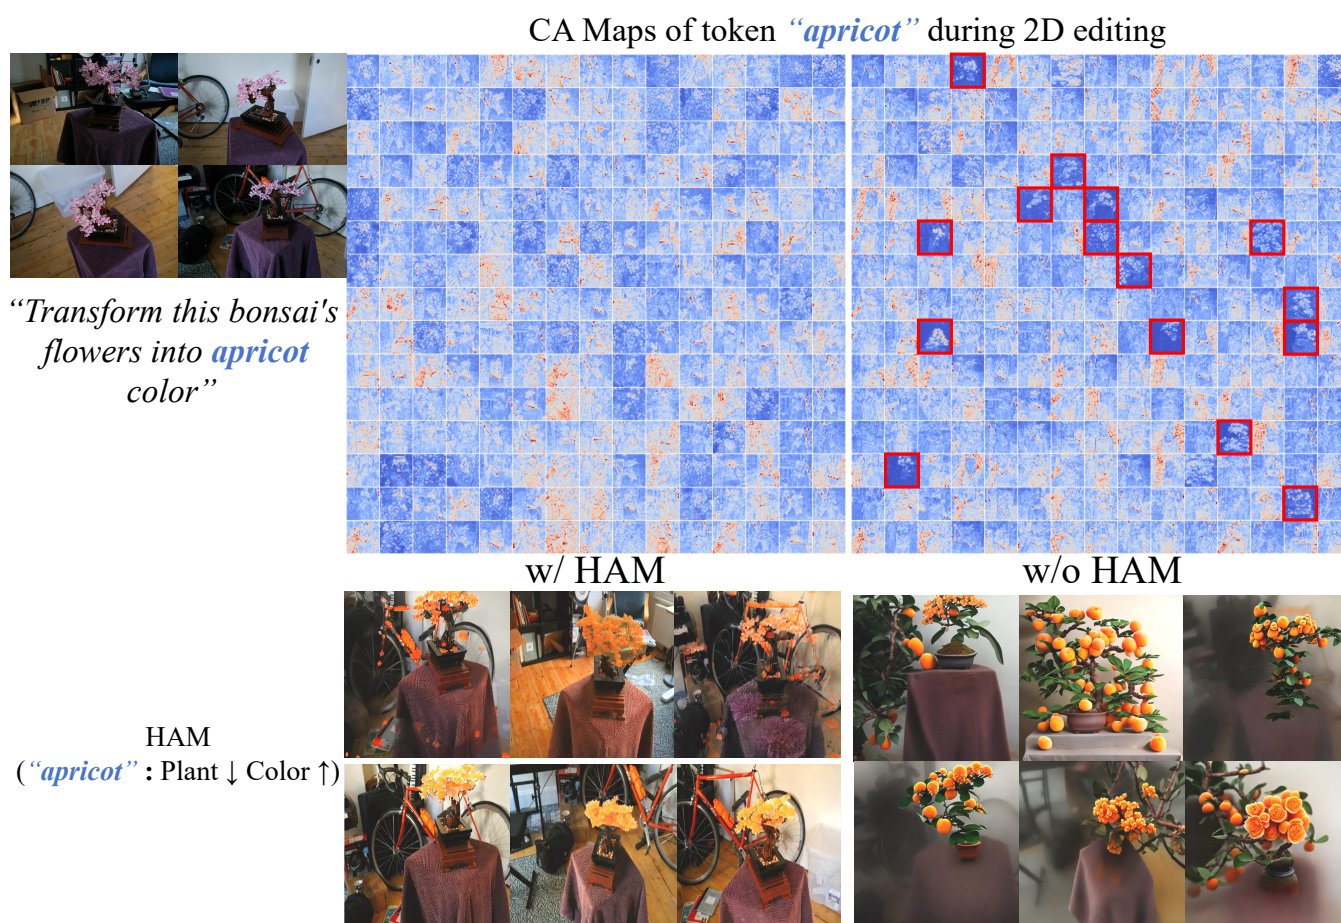 CA Maps of token “apricot” during 2D editing
“Transform this bonsai's
flowers into apricot
color”
w/ HAM
w/o HAM
HAM
(“apricot” : Plant ↓ Color ↑)